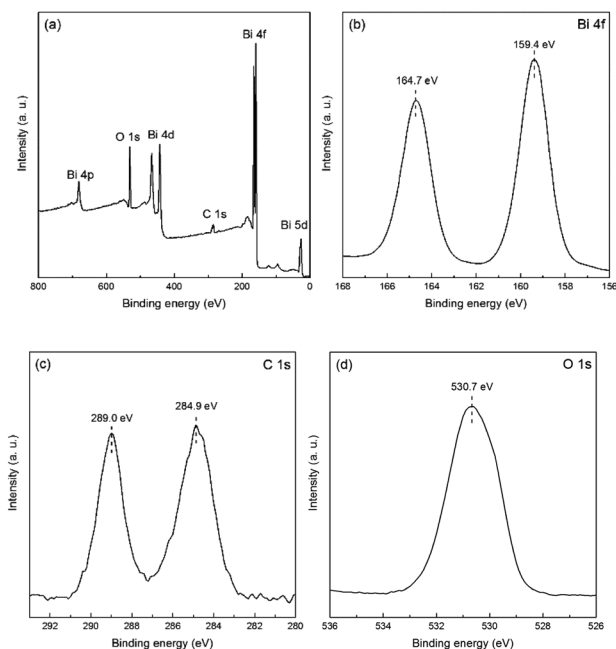 (a)
Bi 4f
O 1s
Bi 4d
Bi 4p
C 1s
Bi 5d
Intensity (a. u.)
800 600 400 200 0
Binding energy (eV)
(b)
Bi 4f
159.4 eV
164.7 eV
Intensity (a. u.)
168 166 164 162 160 158 156
Binding energy (eV)
(c)
C 1s
289.0 eV
284.9 eV
Intensity (a. u.)
292 290 288 286 284 282 280
Binding energy (eV)
(d)
O 1s
530.7 eV
Intensity (a. u.)
536 534 532 530 528 526
Binding energy (eV)